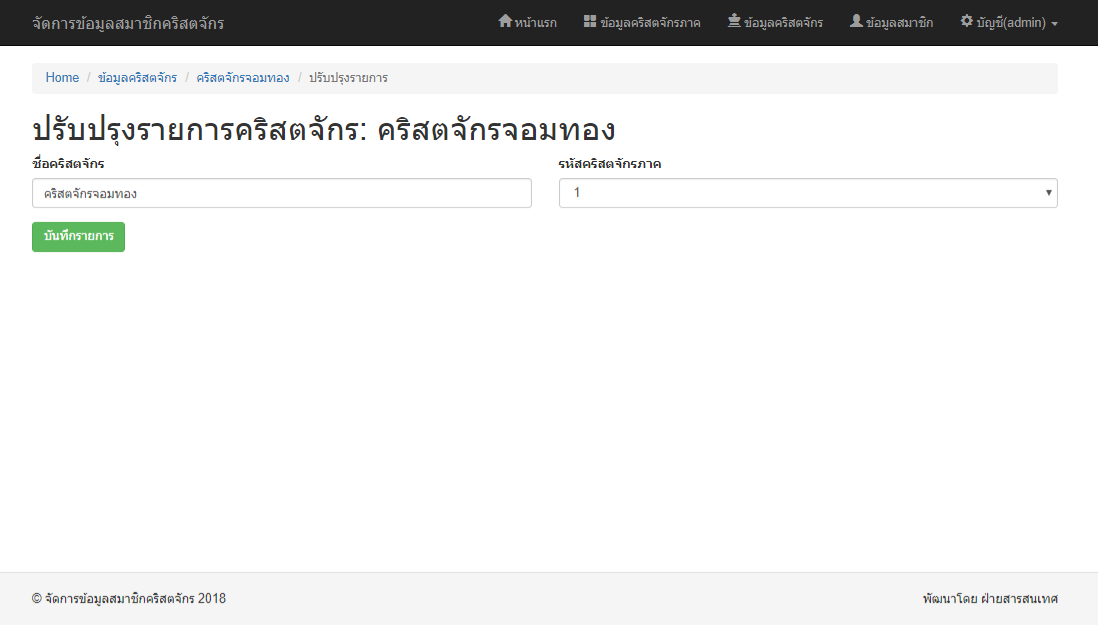 จัดการข้อมูลสมาชิกคริสตจักร หน้าแรก ข้อมูลคริสตจักรภาค ข้อมูลคริสตจักร ข้อมูลสมาชิก บัญชี(admin)
Home / ข้อมูลคริสตจักร / คริสตจักรจอมทอง / ปรับปรุงรายการ
ปรับปรุงรายการคริสตจักร: คริสตจักรจอมทอง
ชื่อคริสตจักร รหัสคริสตจักรภาค
คริสตจักรจอมทอง 1
บันทึกรายการ
© จัดการข้อมูลสมาชิกคริสตจักร 2018 พัฒนาโดย ฝ่ายสารสนเทศ